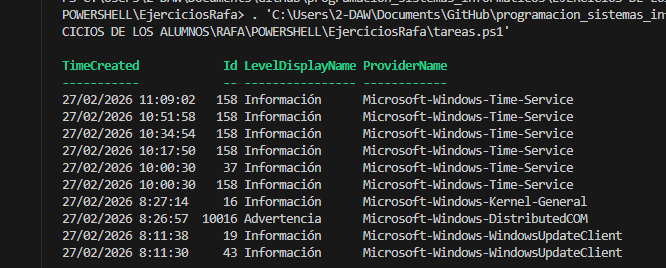 POWERSHELL\EjerciciosRafa> . 'C:\Users\2-DAW\Documents\GitHub\programacion_sistemas_in
CICIOS DE LOS ALUMNOS\RAFA\POWERSHELL\EjerciciosRafa\tareas.ps1'
TimeCreated Id LevelDisplayName ProviderName
----------- -- ---------------- ------------
27/02/2026 11:09:02 158 Información Microsoft-Windows-Time-Service
27/02/2026 10:51:58 158 Información Microsoft-Windows-Time-Service
27/02/2026 10:34:54 158 Información Microsoft-Windows-Time-Service
27/02/2026 10:17:50 158 Información Microsoft-Windows-Time-Service
27/02/2026 10:00:30 37 Información Microsoft-Windows-Time-Service
27/02/2026 10:00:30 158 Información Microsoft-Windows-Time-Service
27/02/2026 8:27:14 16 Información Microsoft-Windows-Kernel-General
27/02/2026 8:26:57 10016 Advertencia Microsoft-Windows-DistributedCOM
27/02/2026 8:11:38 19 Información Microsoft-Windows-WindowsUpdateClient
27/02/2026 8:11:30 43 Información Microsoft-Windows-WindowsUpdateClient